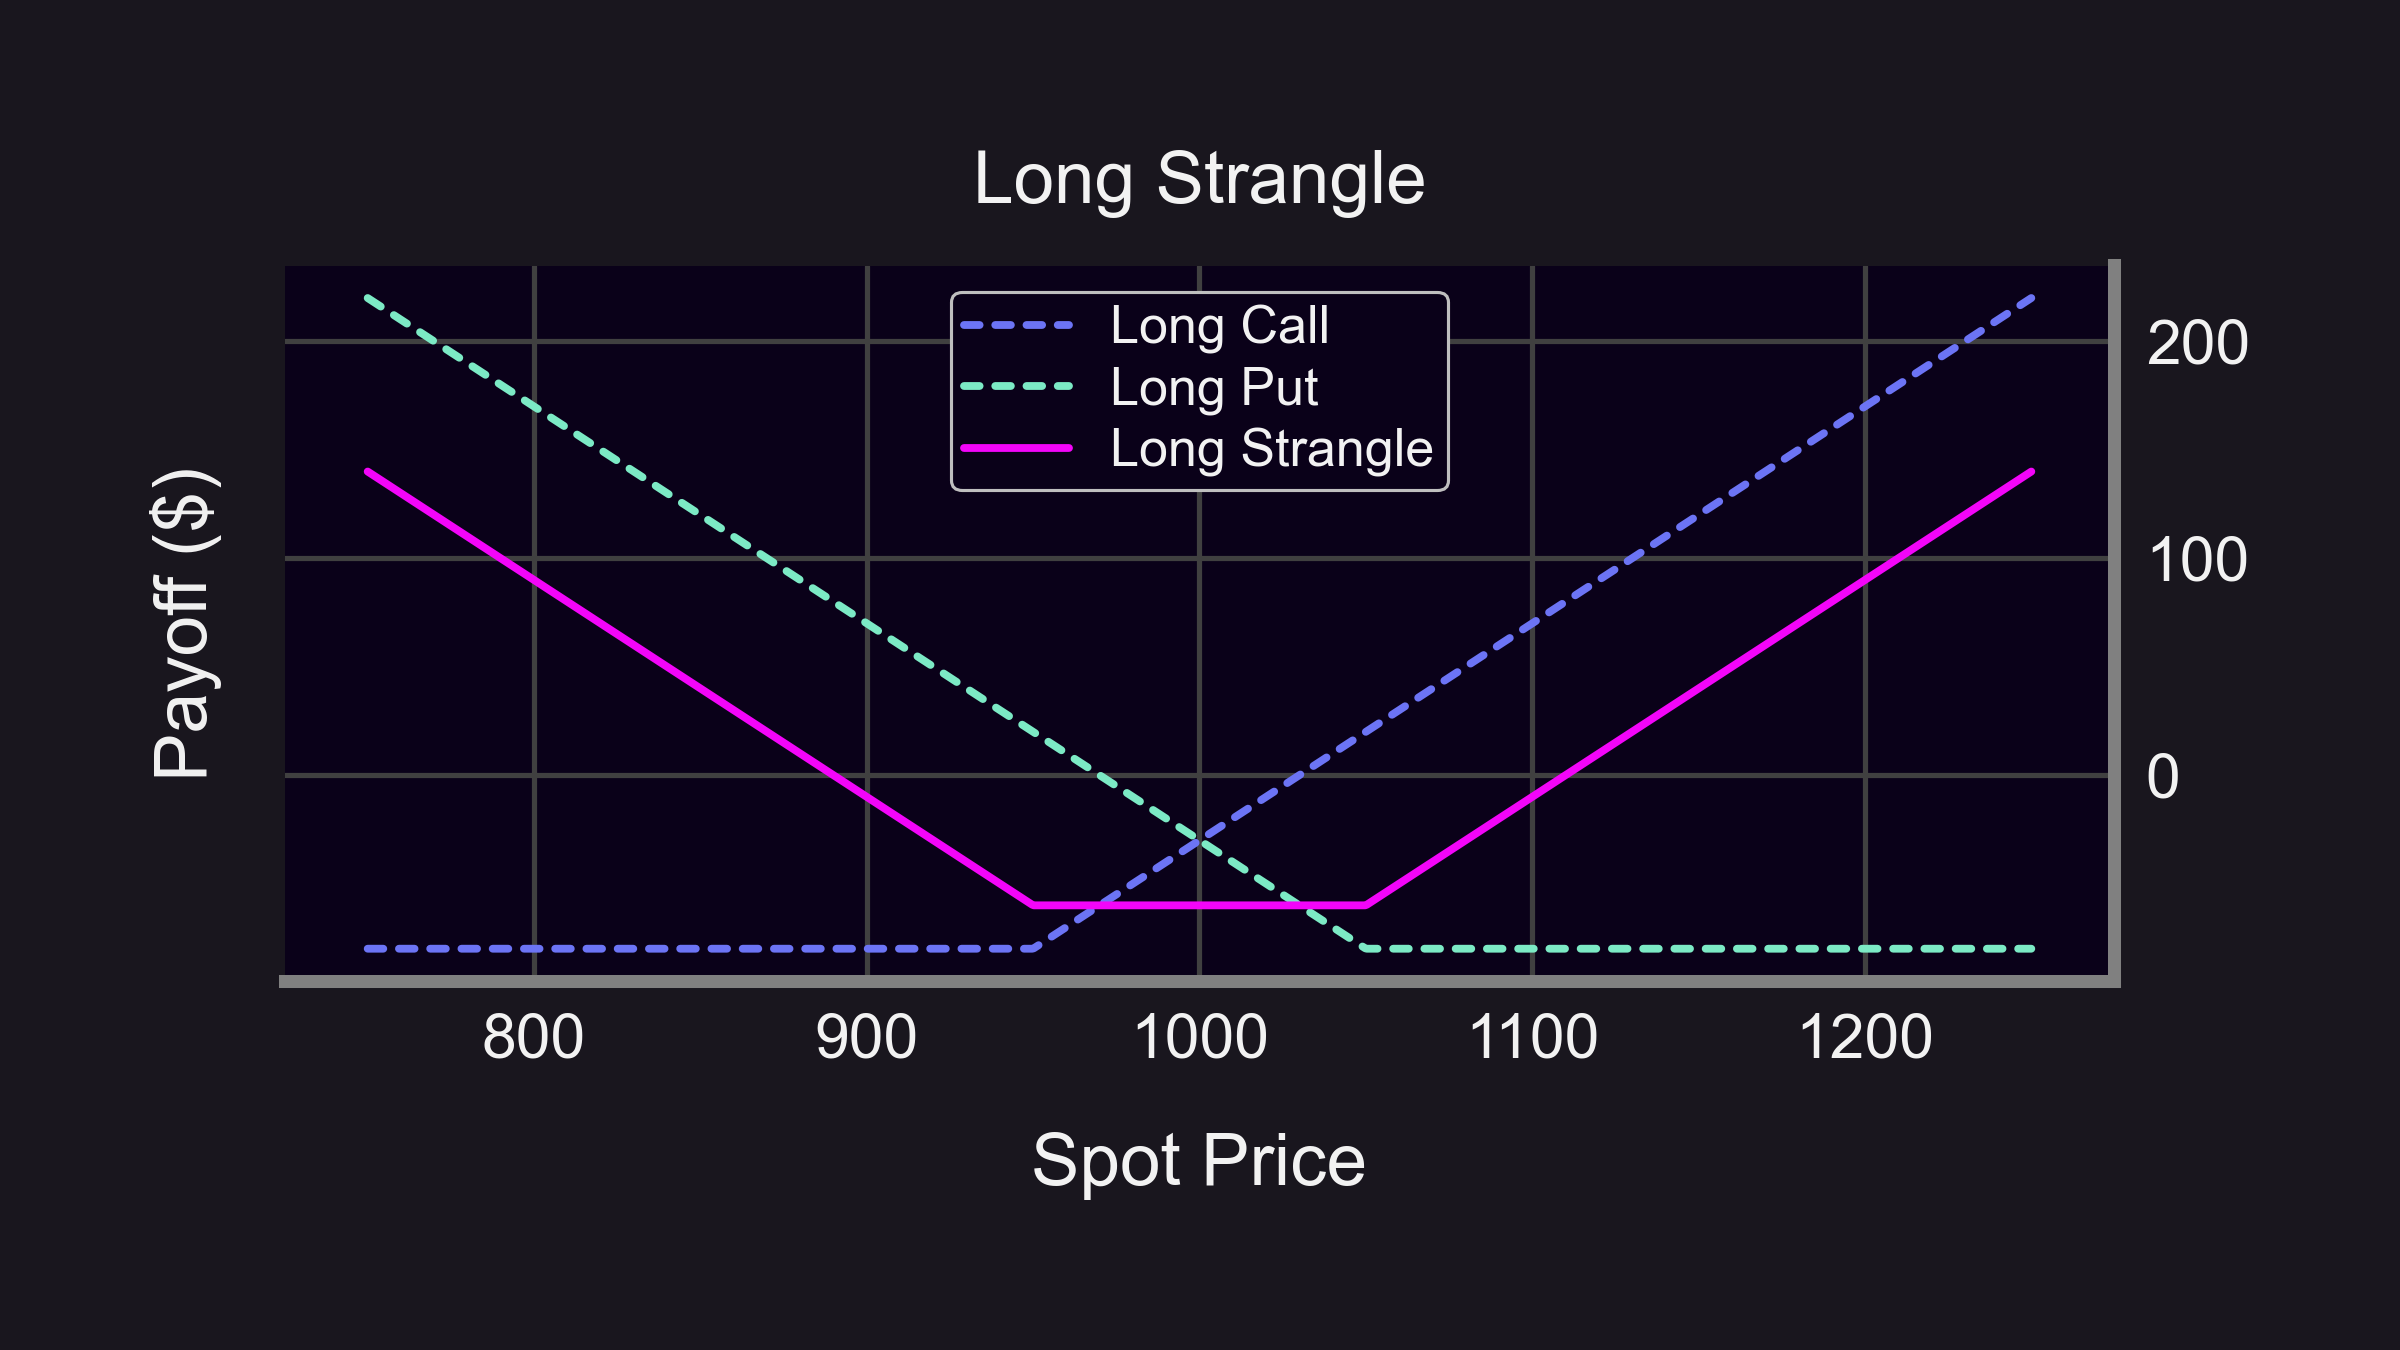 Long Strangle
Long Call
Long Put
Long Strangle
Payoff ($)
200
100
0
800
900
1000
1100
1200
Spot Price